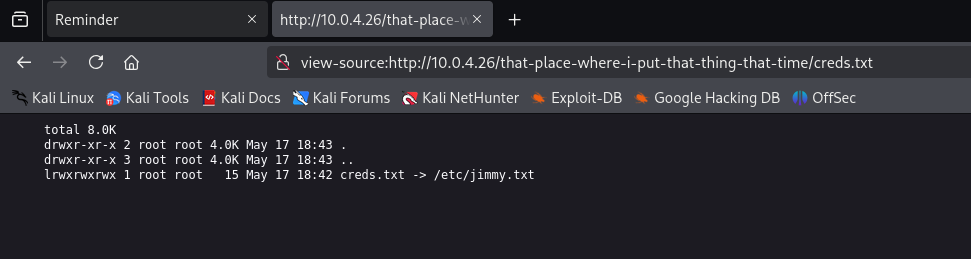 Reminder
http://10.0.4.26/that-place-w
view-source:http://10.0.4.26/that-place-where-i-put-that-thing-that-time/creds.txt
Kali Linux Kali Tools Kali Docs Kali Forums Kali NetHunter Exploit-DB Google Hacking DB OffSec
total 8.0K
drwxr-xr-x 2 root root 4.0K May 17 18:43 .
drwxr-xr-x 3 root root 4.0K May 17 18:43 ..
lrwxrwxrwx 1 root root   15 May 17 18:42 creds.txt -> /etc/jimmy.txt